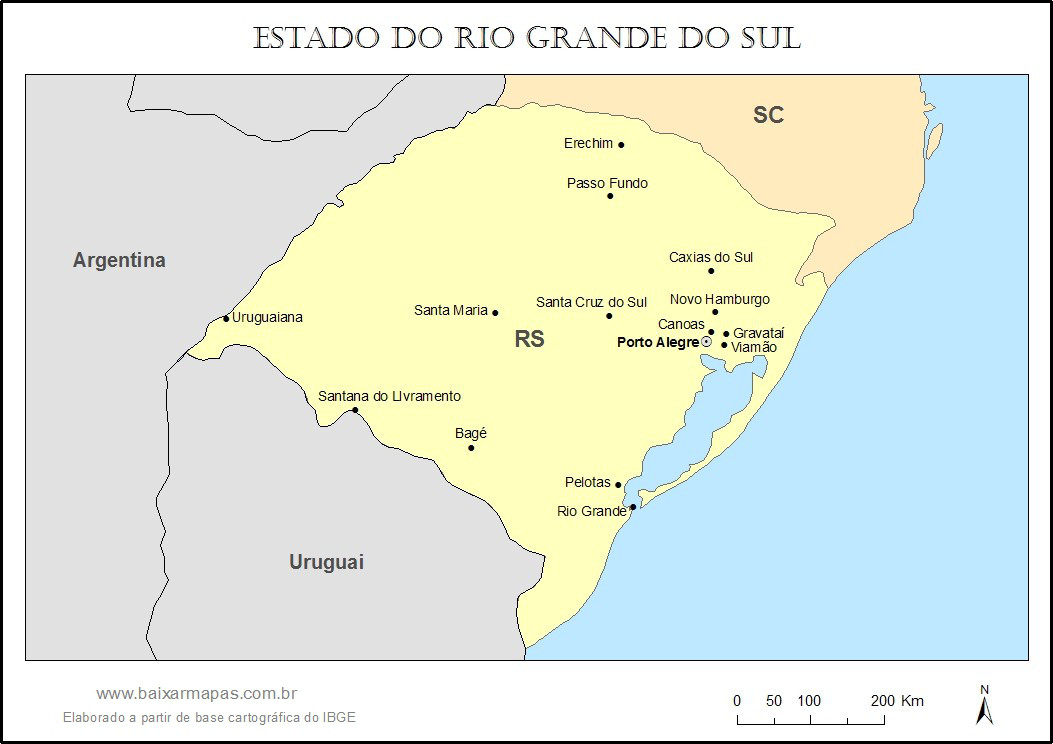 ESTADO DO RIO GRANDE DO SUL
SC
Erechim
Passo Fundo
Argentina
Caxias do Sul
Novo Hamburgo
Santa Cruz do Sul
Santa Maria
Uruguaiana
Canoas
Gravataí
RS
Porto Alegre
Viamão
Santana do LIvramento
Bagé
Pelotas
Rio Grande
Uruguai
www.baixarmapas.com.br
Elaborado a partir de base cartográfica do IBGE
0 50 100 200 Km
N